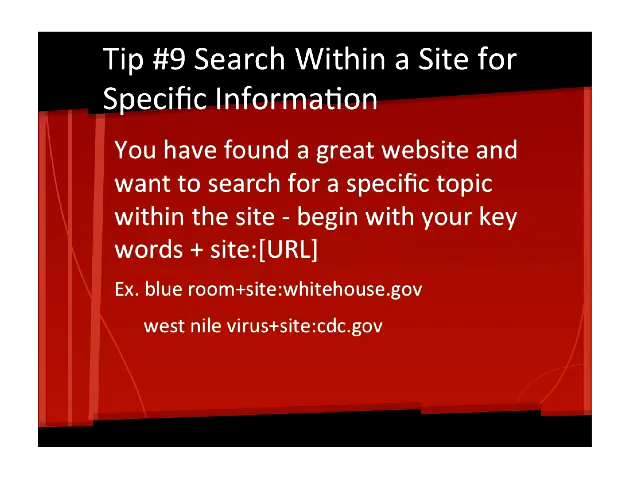 Tip #9 Search Within a Site for
Specific Information
You have found a great website and
want to search for a specific topic
within the site - begin with your key
words + site:[URL]
Ex. blue room+site:whitehouse.gov
west nile virus+site:cdc.gov